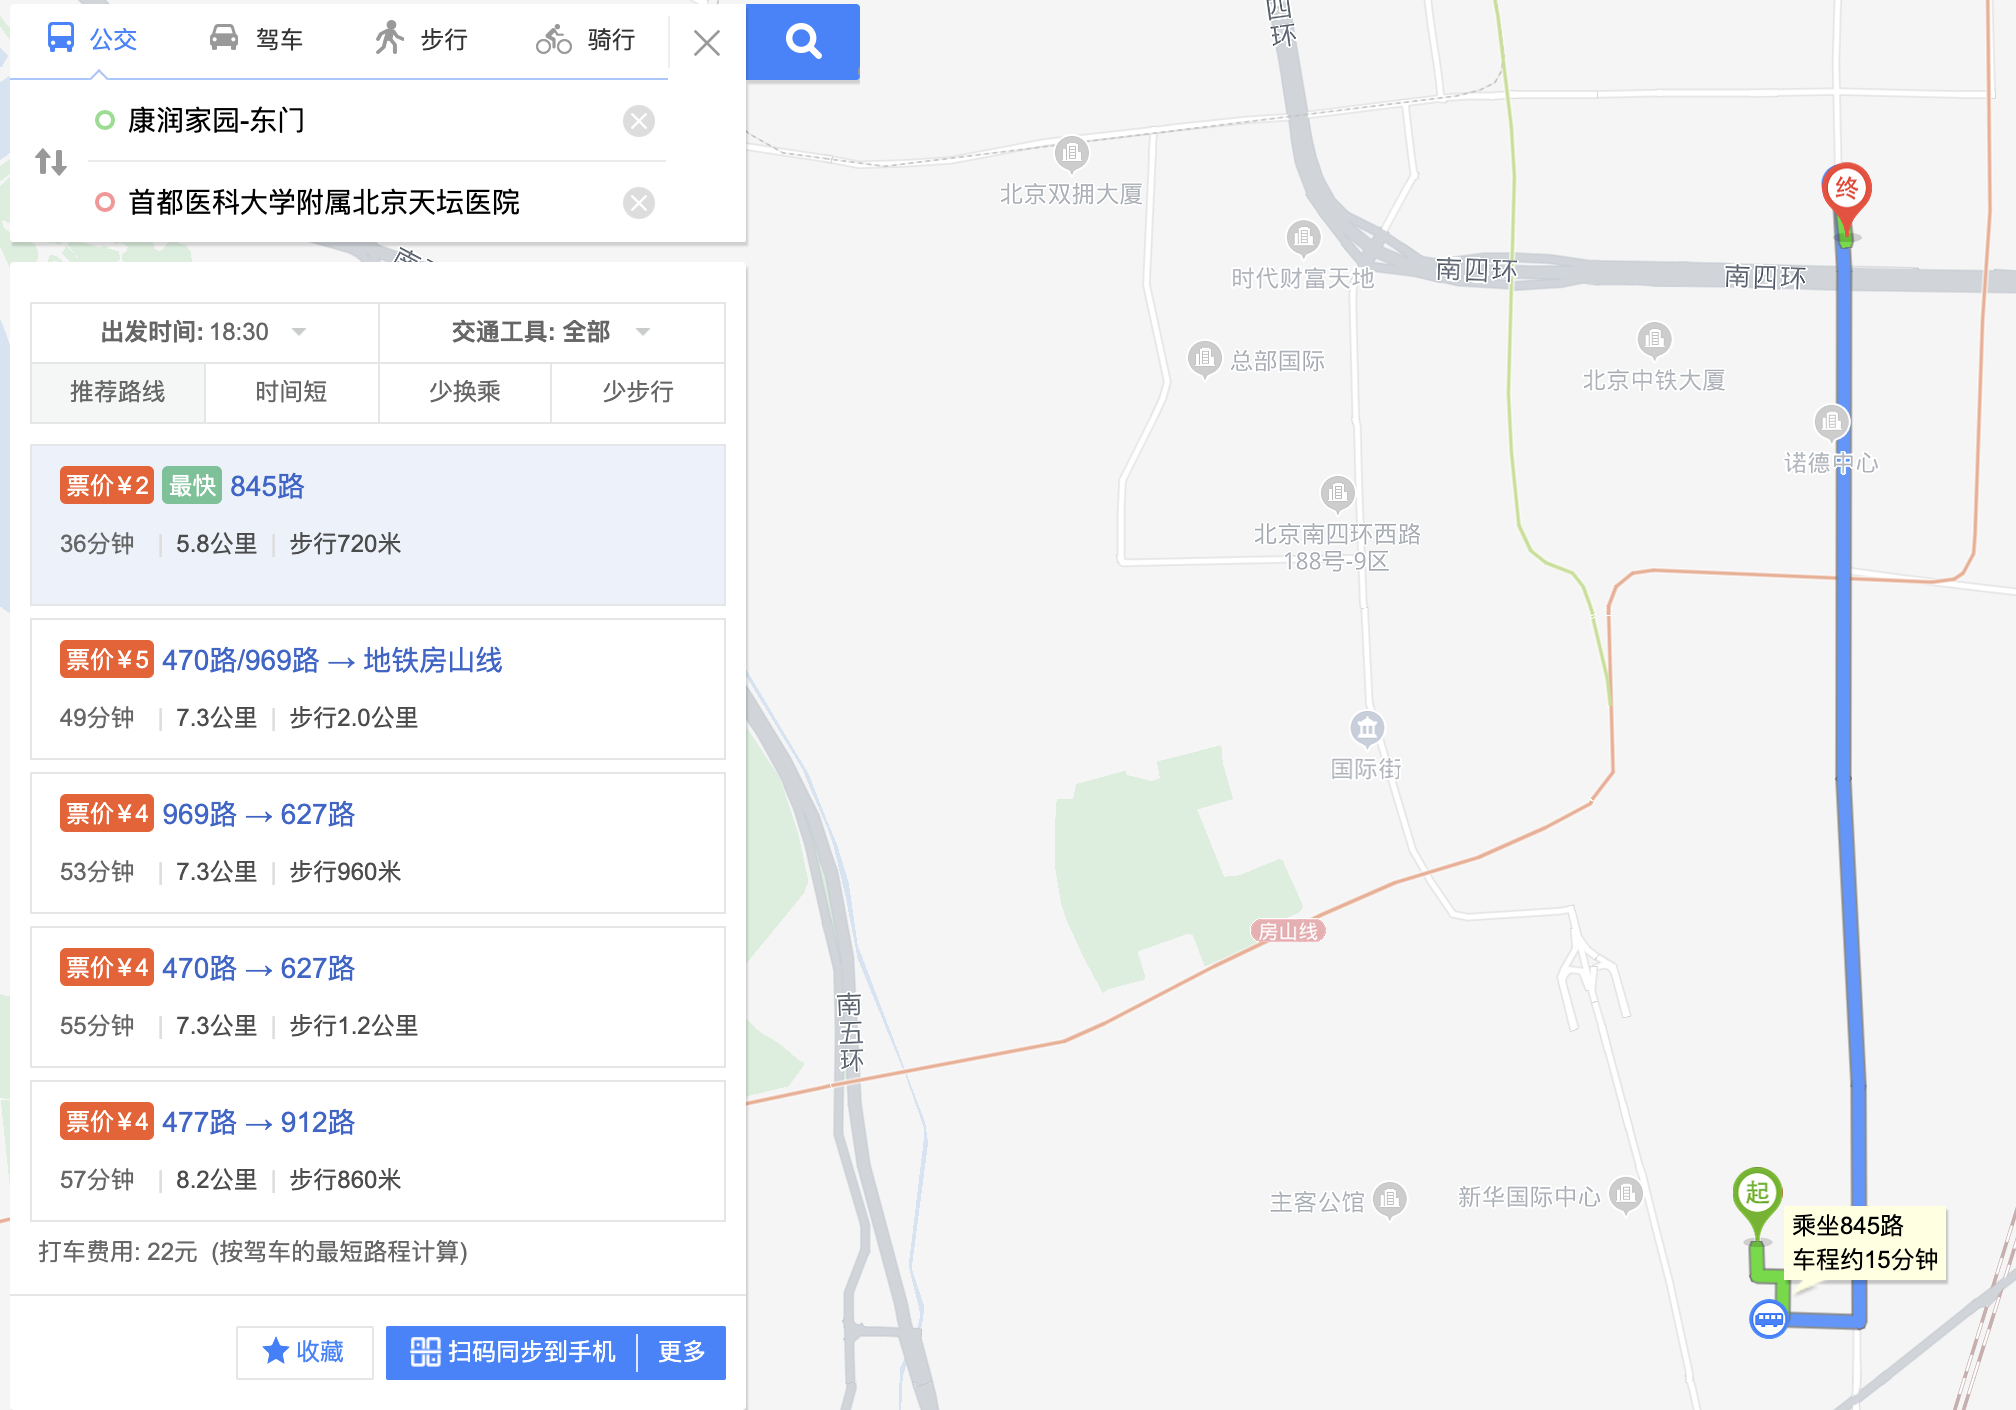 公交
驾车
步行
骑行
康润家园-东门
首都医科大学附属北京天坛医院
出发时间: 18:30
交通工具: 全部
推荐路线
时间短
少换乘
少步行
票价¥2 最快 845路
36分钟 | 5.8公里 | 步行720米
票价¥5 470路/969路 → 地铁房山线
49分钟 | 7.3公里 | 步行2.0公里
票价¥4 969路 → 627路
53分钟 | 7.3公里 | 步行960米
票价¥4 470路 → 627路
55分钟 | 7.3公里 | 步行1.2公里
票价¥4 477路 → 912路
57分钟 | 8.2公里 | 步行860米
打车费用: 22元 (按驾车的最短路程计算)
收藏
扫码同步到手机
更多
四环
北京双拥大厦
终
时代财富天地
南四环
南四环
总部国际
北京中铁大厦
诺德中心
北京南四环西路
188号-9区
国际街
房山线
南五环
主客公馆
新华国际中心
起
乘坐845路
车程约15分钟